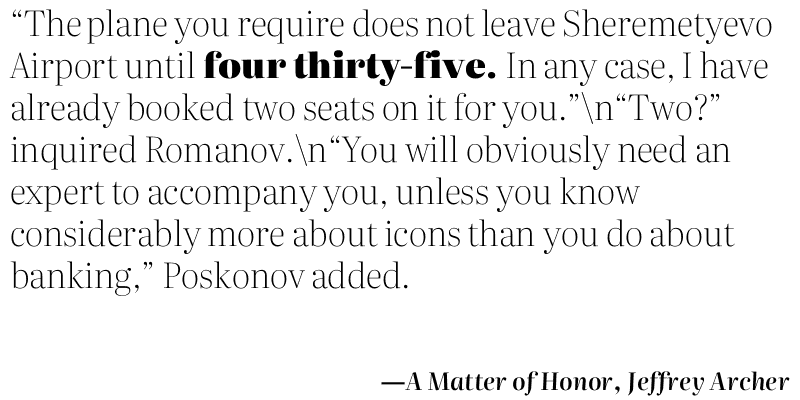 “The plane you require does not leave Sheremetyevo
Airport until four thirty-five. In any case, I have
already booked two seats on it for you.”\n“Two?”
inquired Romanov.\n“You will obviously need an
expert to accompany you, unless you know
considerably more about icons than you do about
banking,” Poskonov added.
—A Matter of Honor, Jeffrey Archer